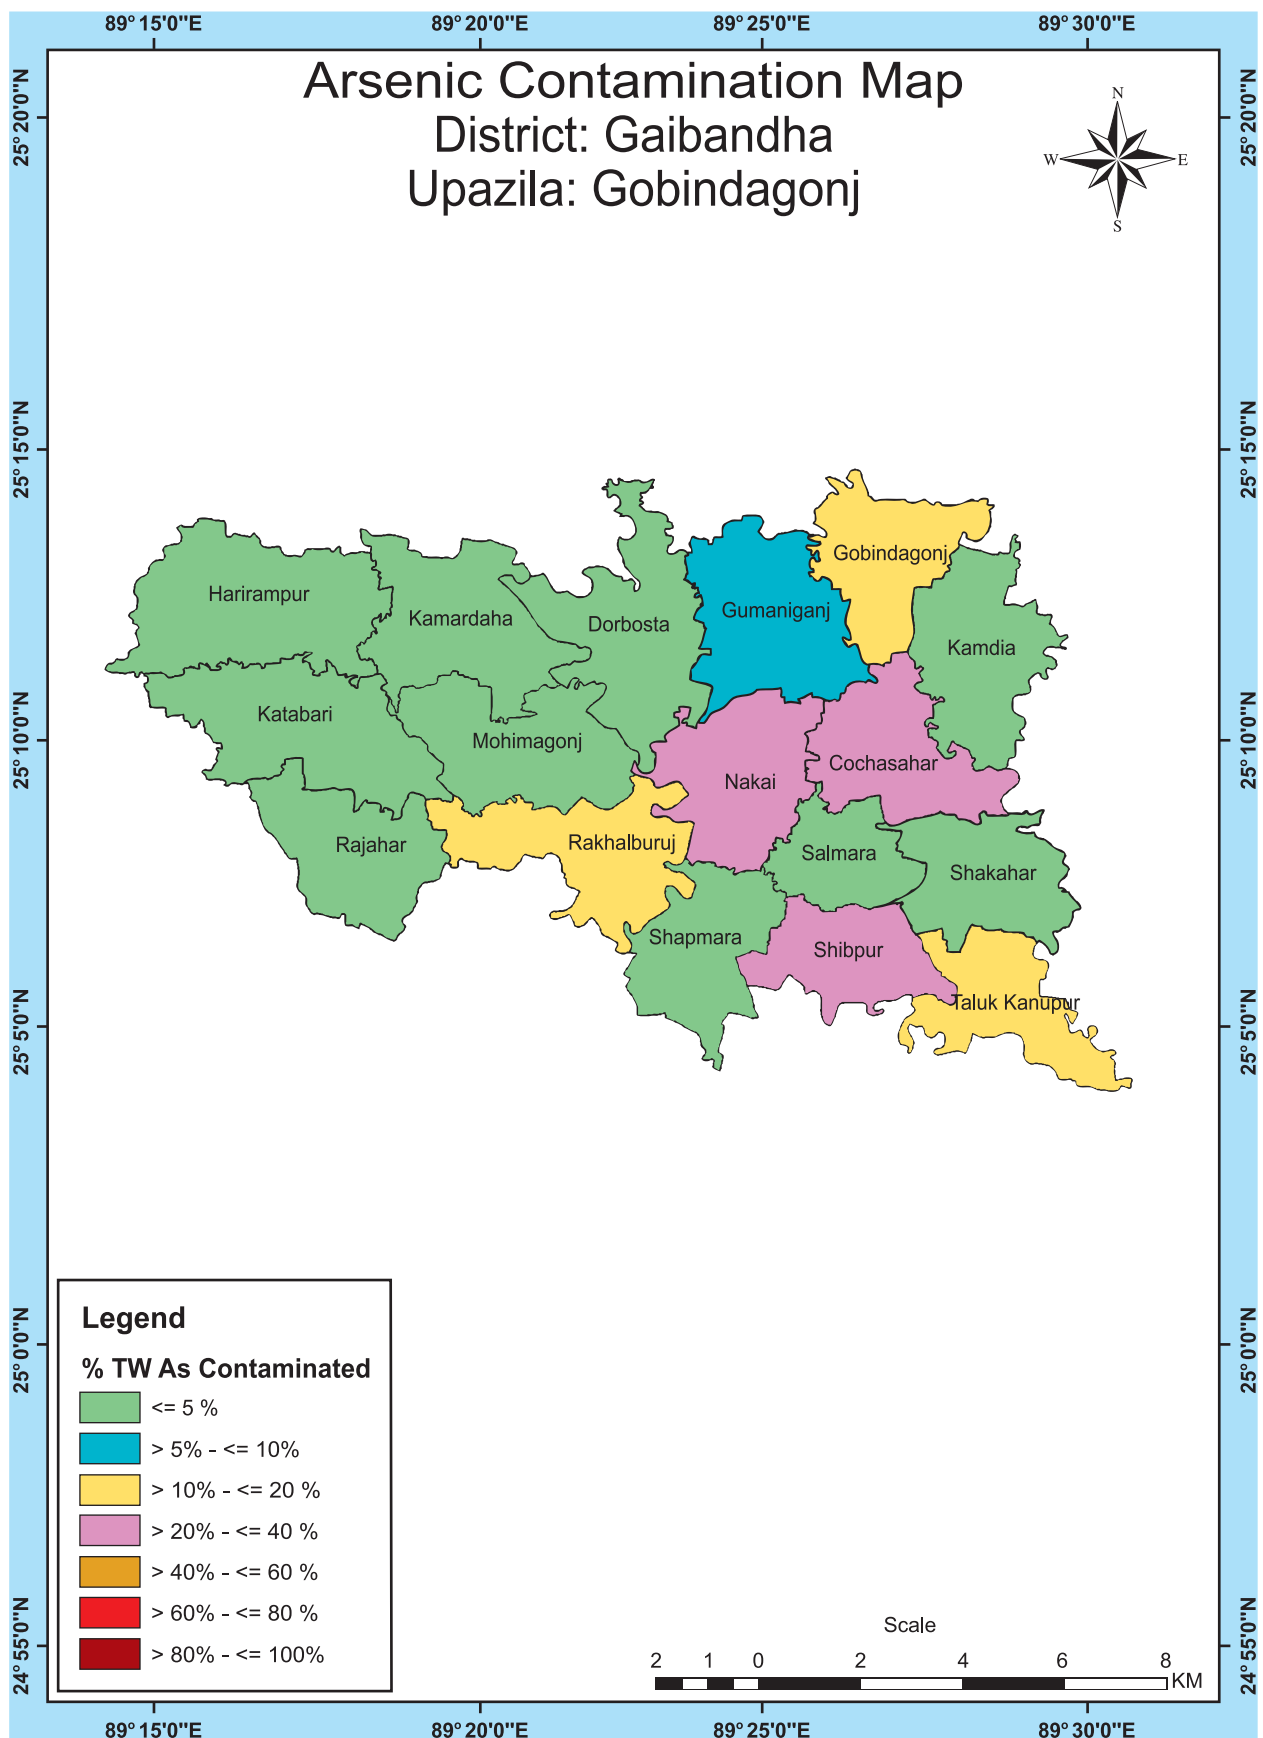 89° 15'0"E 89° 20'0"E 89° 25'0"E 89° 30'0"E
Arsenic Contamination Map
District: Gaibandha
Upazila: Gobindagonj
N
W E
S
25° 20'0"N 25° 20'0"N
25° 15'0"N 25° 15'0"N
25° 10'0"N 25° 10'0"N
25° 5'0"N 25° 5'0"N
25° 0'0"N 25° 0'0"N
24° 55'0"N 24° 55'0"N
Gobindagonj
Harirampur
Gumaniganj
Kamardaha
Dorbosta
Kamdia
Katabari
Mohimagonj
Cochasahar
Nakai
Rakhalburuj
Rajahar
Salmara
Shakahar
Shapmara
Shibpur
Taluk Kanupur
Legend
% TW As Contaminated
<= 5 %
> 5% - <= 10%
> 10% - <= 20 %
> 20% - <= 40 %
> 40% - <= 60 %
> 60% - <= 80 %
> 80% - <= 100%
Scale
2 1 0 2 4 6 8
KM
89° 15'0"E 89° 20'0"E 89° 25'0"E 89° 30'0"E